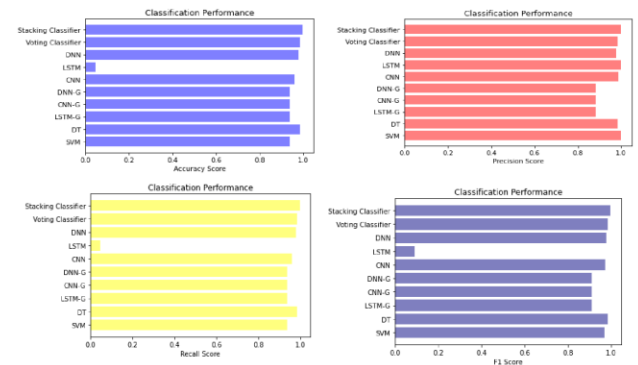 Classification Performance
Stacking Classifier
Voting Classifier
DNN
LSTM
CNN
DNN-G
CNN-G
LSTM-G
DT
SVM
0.0 0.2 0.4 0.6 0.8 1.0
Accuracy Score
Classification Performance
Stacking Classifier
Voting Classifier
DNN
LSTM
CNN
DNN-G
CNN-G
LSTM-G
DT
SVM
0.0 0.2 0.4 0.6 0.8 1.0
Precision Score
Classification Performance
Stacking Classifier
Voting Classifier
DNN
LSTM
CNN
DNN-G
CNN-G
LSTM-G
DT
SVM
0.0 0.2 0.4 0.6 0.8 1.0
Recall Score
Classification Performance
Stacking Classifier
Voting Classifier
DNN
LSTM
CNN
DNN-G
CNN-G
LSTM-G
DT
SVM
0.0 0.2 0.4 0.6 0.8 1.0
F1 Score